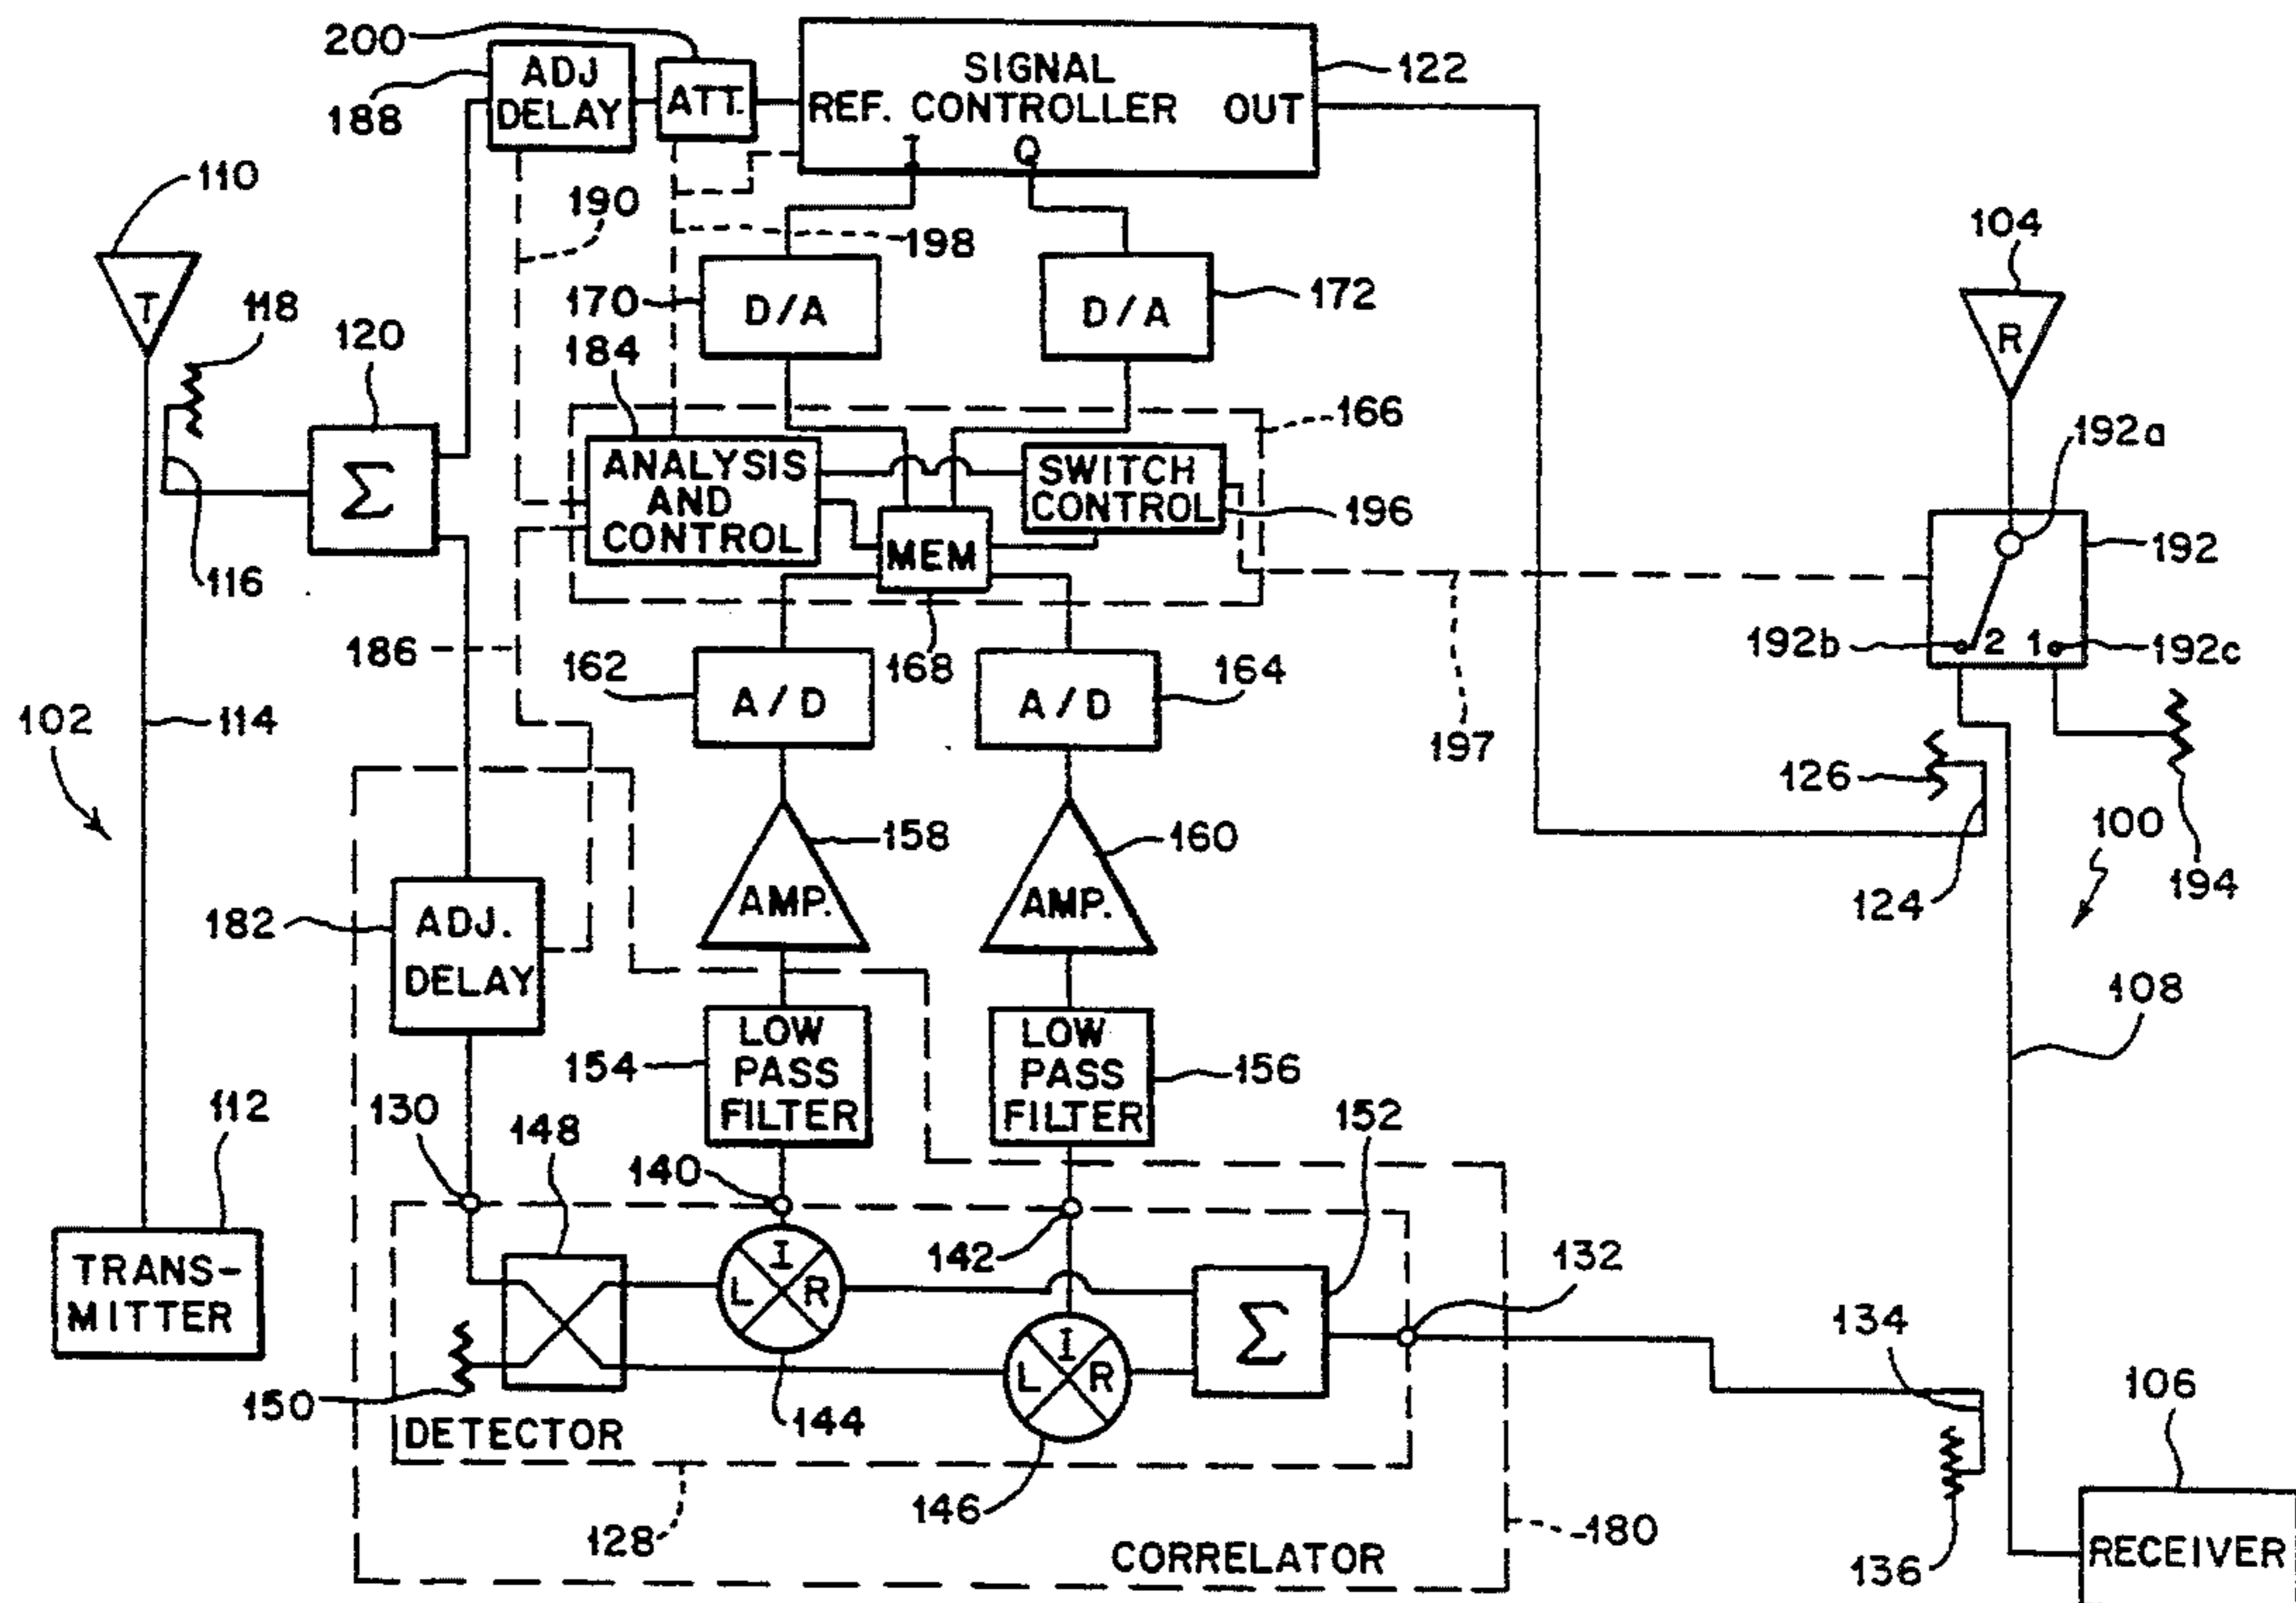 200
ADJ
DELAY
188
ATT.
SIGNAL
REF. CONTROLLER OUT
I
Q
122
110
T
118
116
120
Σ
190
198
170
D/A
D/A
172
184
166
ANALYSIS
AND
CONTROL
SWITCH
CONTROL
196
MEM
168
186
162
A/D
A/D
164
104
R
192a
192
192b
2
1
192c
197
126
124
194
100
102
114
158
AMP.
160
AMP.
182
ADJ.
DELAY
108
154
LOW
PASS
FILTER
LOW
PASS
FILTER
156
112
TRANS-
MITTER
130
148
140
142
152
132
L
I
R
L
I
R
Σ
134
150
DETECTOR
144
146
128
CORRELATOR
180
106
RECEIVER
136